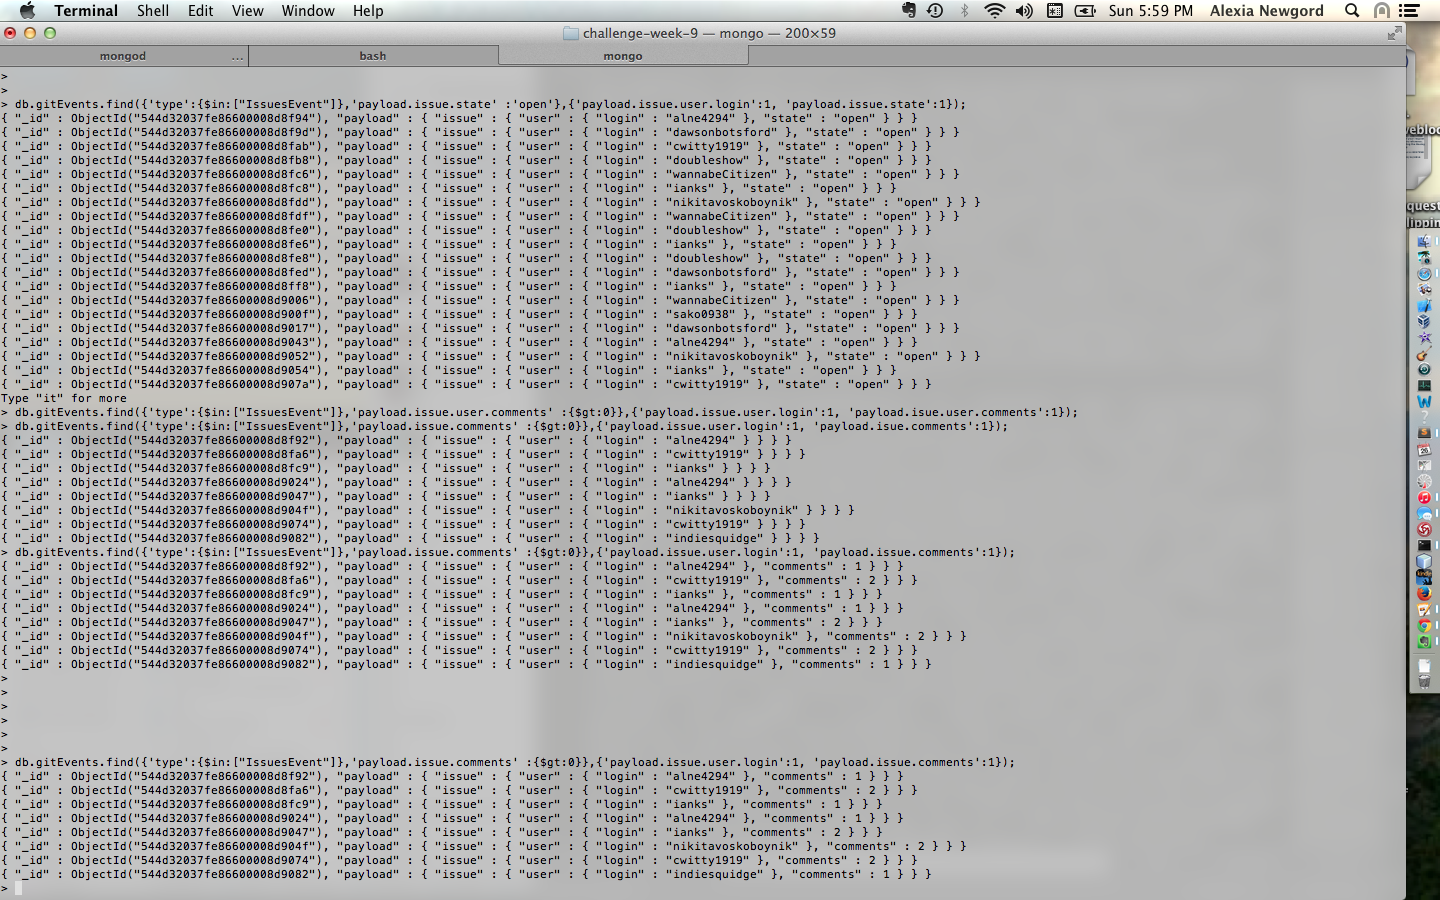 Terminal Shell Edit View Window Help Sun 5:59 PM Alexia Newgord
challenge-week-9 — mongo — 200×59
mongod ... bash mongo
>
>
> db.gitEvents.find({'type':{$in:["IssuesEvent"]},'payload.issue.state' :'open'},{'payload.issue.user.login':1, 'payload.issue.state':1});
{ "_id" : ObjectId("544d32037fe86600008d8f94"), "payload" : { "issue" : { "user" : { "login" : "alne4294" }, "state" : "open" } } }
{ "_id" : ObjectId("544d32037fe86600008d8f9d"), "payload" : { "issue" : { "user" : { "login" : "dawsonbotsford" }, "state" : "open" } } }
{ "_id" : ObjectId("544d32037fe86600008d8fab"), "payload" : { "issue" : { "user" : { "login" : "cwitty1919" }, "state" : "open" } } }
{ "_id" : ObjectId("544d32037fe86600008d8fb8"), "payload" : { "issue" : { "user" : { "login" : "doubleshow" }, "state" : "open" } } }
{ "_id" : ObjectId("544d32037fe86600008d8fc6"), "payload" : { "issue" : { "user" : { "login" : "wannabeCitizen" }, "state" : "open" } } }
{ "_id" : ObjectId("544d32037fe86600008d8fc8"), "payload" : { "issue" : { "user" : { "login" : "ianks" }, "state" : "open" } } }
{ "_id" : ObjectId("544d32037fe86600008d8fdd"), "payload" : { "issue" : { "user" : { "login" : "nikitavoskoboynik" }, "state" : "open" } } }
{ "_id" : ObjectId("544d32037fe86600008d8fdf"), "payload" : { "issue" : { "user" : { "login" : "wannabeCitizen" }, "state" : "open" } } }
{ "_id" : ObjectId("544d32037fe86600008d8fe0"), "payload" : { "issue" : { "user" : { "login" : "doubleshow" }, "state" : "open" } } }
{ "_id" : ObjectId("544d32037fe86600008d8fe6"), "payload" : { "issue" : { "user" : { "login" : "ianks" }, "state" : "open" } } }
{ "_id" : ObjectId("544d32037fe86600008d8fe8"), "payload" : { "issue" : { "user" : { "login" : "doubleshow" }, "state" : "open" } } }
{ "_id" : ObjectId("544d32037fe86600008d8fed"), "payload" : { "issue" : { "user" : { "login" : "dawsonbotsford" }, "state" : "open" } } }
{ "_id" : ObjectId("544d32037fe86600008d8ff8"), "payload" : { "issue" : { "user" : { "login" : "ianks" }, "state" : "open" } } }
{ "_id" : ObjectId("544d32037fe86600008d9006"), "payload" : { "issue" : { "user" : { "login" : "wannabeCitizen" }, "state" : "open" } } }
{ "_id" : ObjectId("544d32037fe86600008d900f"), "payload" : { "issue" : { "user" : { "login" : "sako0938" }, "state" : "open" } } }
{ "_id" : ObjectId("544d32037fe86600008d9017"), "payload" : { "issue" : { "user" : { "login" : "dawsonbotsford" }, "state" : "open" } } }
{ "_id" : ObjectId("544d32037fe86600008d9043"), "payload" : { "issue" : { "user" : { "login" : "alne4294" }, "state" : "open" } } }
{ "_id" : ObjectId("544d32037fe86600008d9052"), "payload" : { "issue" : { "user" : { "login" : "nikitavoskoboynik" }, "state" : "open" } } }
{ "_id" : ObjectId("544d32037fe86600008d9054"), "payload" : { "issue" : { "user" : { "login" : "ianks" }, "state" : "open" } } }
{ "_id" : ObjectId("544d32037fe86600008d907a"), "payload" : { "issue" : { "user" : { "login" : "cwitty1919" }, "state" : "open" } } }
Type "it" for more
> db.gitEvents.find({'type':{$in:["IssuesEvent"]},'payload.issue.user.comments' :{$gt:0}},{'payload.issue.user.login':1, 'payload.isue.user.comments':1});
> db.gitEvents.find({'type':{$in:["IssuesEvent"]},'payload.issue.comments' :{$gt:0}},{'payload.issue.user.login':1, 'payload.isue.comments':1});
{ "_id" : ObjectId("544d32037fe86600008d8f92"), "payload" : { "issue" : { "user" : { "login" : "alne4294" } } } }
{ "_id" : ObjectId("544d32037fe86600008d8fa6"), "payload" : { "issue" : { "user" : { "login" : "cwitty1919" } } } }
{ "_id" : ObjectId("544d32037fe86600008d8fc9"), "payload" : { "issue" : { "user" : { "login" : "ianks" } } } }
{ "_id" : ObjectId("544d32037fe86600008d9024"), "payload" : { "issue" : { "user" : { "login" : "alne4294" } } } }
{ "_id" : ObjectId("544d32037fe86600008d9047"), "payload" : { "issue" : { "user" : { "login" : "ianks" } } } }
{ "_id" : ObjectId("544d32037fe86600008d904f"), "payload" : { "issue" : { "user" : { "login" : "nikitavoskoboynik" } } } }
{ "_id" : ObjectId("544d32037fe86600008d9074"), "payload" : { "issue" : { "user" : { "login" : "cwitty1919" } } } }
{ "_id" : ObjectId("544d32037fe86600008d9082"), "payload" : { "issue" : { "user" : { "login" : "indiesquidge" } } } }
> db.gitEvents.find({'type':{$in:["IssuesEvent"]},'payload.issue.comments' :{$gt:0}},{'payload.issue.user.login':1, 'payload.issue.comments':1});
{ "_id" : ObjectId("544d32037fe86600008d8f92"), "payload" : { "issue" : { "user" : { "login" : "alne4294" }, "comments" : 1 } } }
{ "_id" : ObjectId("544d32037fe86600008d8fa6"), "payload" : { "issue" : { "user" : { "login" : "cwitty1919" }, "comments" : 2 } } }
{ "_id" : ObjectId("544d32037fe86600008d8fc9"), "payload" : { "issue" : { "user" : { "login" : "ianks" }, "comments" : 1 } } }
{ "_id" : ObjectId("544d32037fe86600008d9024"), "payload" : { "issue" : { "user" : { "login" : "alne4294" }, "comments" : 1 } } }
{ "_id" : ObjectId("544d32037fe86600008d9047"), "payload" : { "issue" : { "user" : { "login" : "ianks" }, "comments" : 2 } } }
{ "_id" : ObjectId("544d32037fe86600008d904f"), "payload" : { "issue" : { "user" : { "login" : "nikitavoskoboynik" }, "comments" : 2 } } }
{ "_id" : ObjectId("544d32037fe86600008d9074"), "payload" : { "issue" : { "user" : { "login" : "cwitty1919" }, "comments" : 2 } } }
{ "_id" : ObjectId("544d32037fe86600008d9082"), "payload" : { "issue" : { "user" : { "login" : "indiesquidge" }, "comments" : 1 } } }
>
>
>
>
>
>
> db.gitEvents.find({'type':{$in:["IssuesEvent"]},'payload.issue.comments' :{$gt:0}},{'payload.issue.user.login':1, 'payload.issue.comments':1});
{ "_id" : ObjectId("544d32037fe86600008d8f92"), "payload" : { "issue" : { "user" : { "login" : "alne4294" }, "comments" : 1 } } }
{ "_id" : ObjectId("544d32037fe86600008d8fa6"), "payload" : { "issue" : { "user" : { "login" : "cwitty1919" }, "comments" : 2 } } }
{ "_id" : ObjectId("544d32037fe86600008d8fc9"), "payload" : { "issue" : { "user" : { "login" : "ianks" }, "comments" : 1 } } }
{ "_id" : ObjectId("544d32037fe86600008d9024"), "payload" : { "issue" : { "user" : { "login" : "alne4294" }, "comments" : 1 } } }
{ "_id" : ObjectId("544d32037fe86600008d9047"), "payload" : { "issue" : { "user" : { "login" : "ianks" }, "comments" : 2 } } }
{ "_id" : ObjectId("544d32037fe86600008d904f"), "payload" : { "issue" : { "user" : { "login" : "nikitavoskoboynik" }, "comments" : 2 } } }
{ "_id" : ObjectId("544d32037fe86600008d9074"), "payload" : { "issue" : { "user" : { "login" : "cwitty1919" }, "comments" : 2 } } }
{ "_id" : ObjectId("544d32037fe86600008d9082"), "payload" : { "issue" : { "user" : { "login" : "indiesquidge" }, "comments" : 1 } } }
>